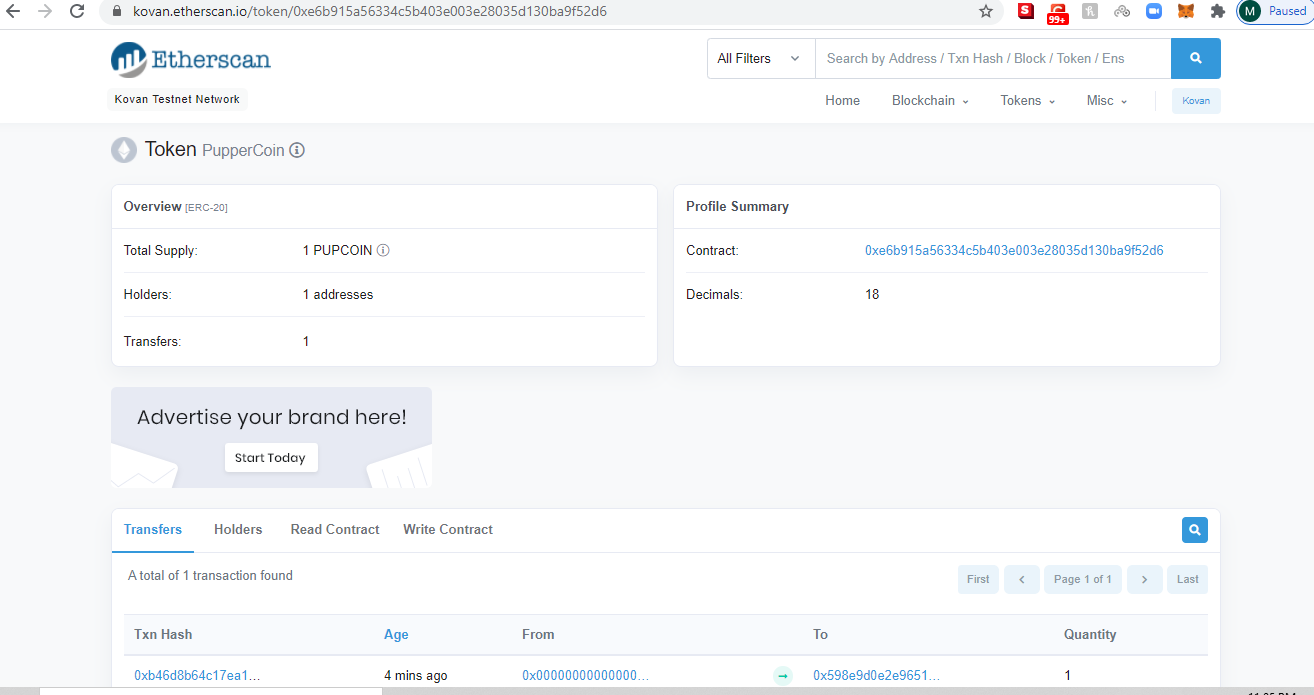 kovan.etherscan.io/token/0xe6b915a56334c5b403e003e28035d130ba9f52d6
S
99+
M Paused
Etherscan
All Filters
Search by Address / Txn Hash / Block / Token / Ens
Kovan Testnet Network
Home Blockchain Tokens Misc Kovan
Token PupperCoin
Overview [ERC-20]
Total Supply: 1 PUPCOIN
Holders: 1 addresses
Transfers: 1
Profile Summary
Contract: 0xe6b915a56334c5b403e003e28035d130ba9f52d6
Decimals: 18
Advertise your brand here!
Start Today
Transfers Holders Read Contract Write Contract
A total of 1 transaction found
First Page 1 of 1 Last
Txn Hash Age From To Quantity
0xb46d8b64c17ea1... 4 mins ago 0x00000000000000... 0x598e9d0e2e9651... 1